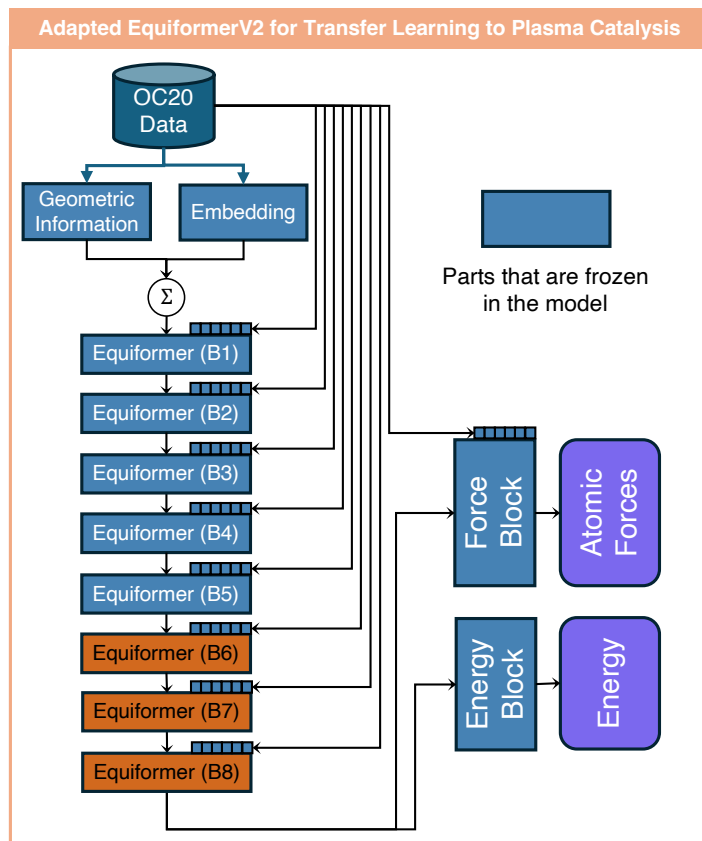 Adapted EquiformerV2 for Transfer Learning to Plasma Catalysis
OC20
Data
Geometric
Information
Embedding
Σ
Parts that are frozen
in the model
Equiformer (B1)
Equiformer (B2)
Equiformer (B3)
Equiformer (B4)
Equiformer (B5)
Equiformer (B6)
Equiformer (B7)
Equiformer (B8)
Force
Block
Atomic
Forces
Energy
Block
Energy